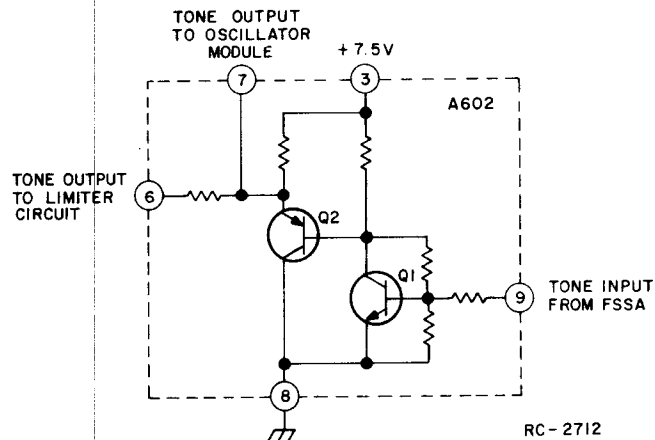 TONE OUTPUT
TO OSCILLATOR
MODULE
+7.5V
7
3
A602
TONE OUTPUT
TO LIMITER
CIRCUIT
6
Q2
Q1
9
TONE INPUT
FROM FSSA
8
RC-2712